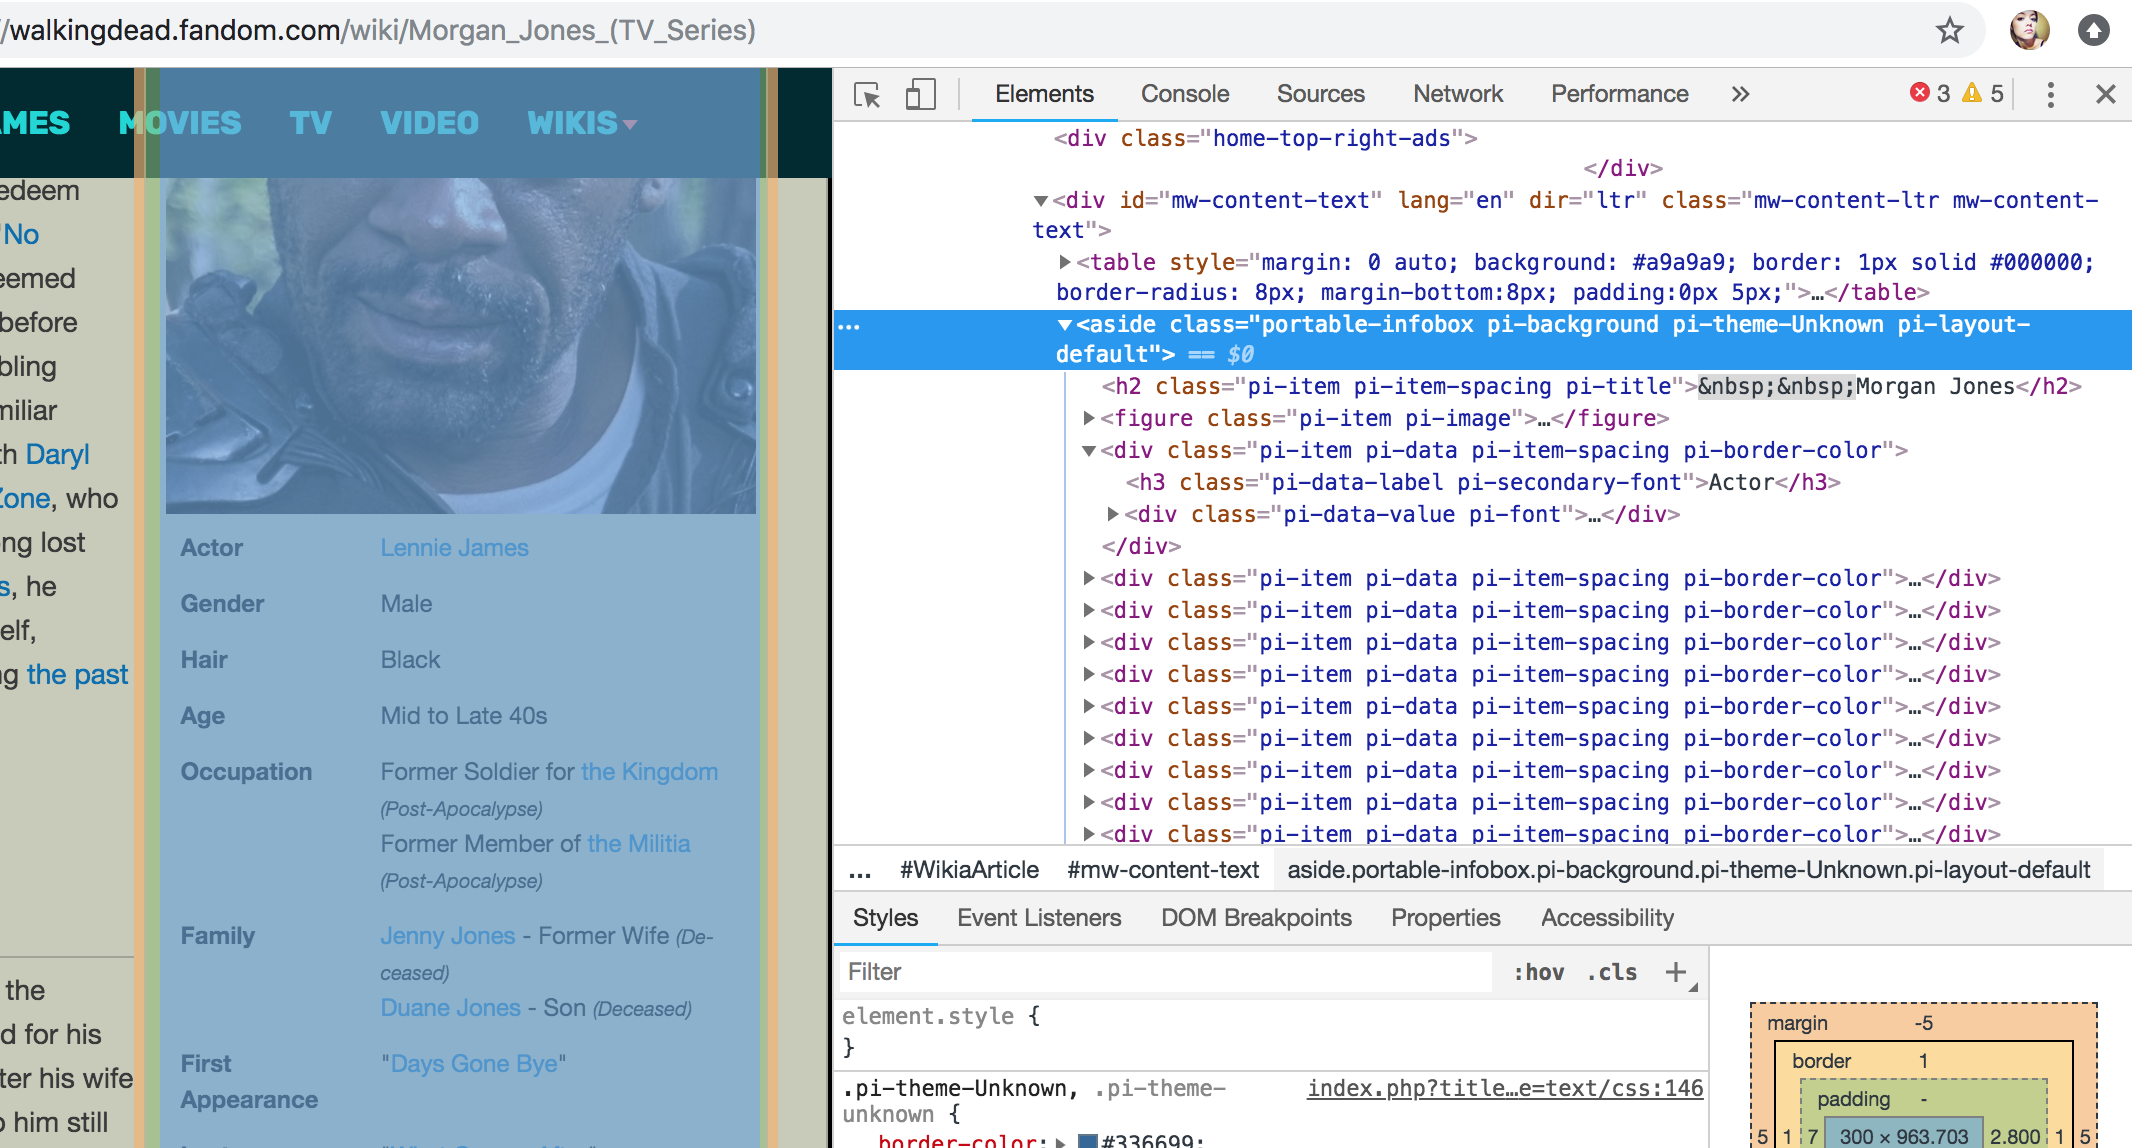 /walkingdead.fandom.com/wiki/Morgan_Jones_(TV_Series)
AMES MOVIES TV VIDEO WIKIS
edeem
"No
eemed
before
bling
miliar
th Daryl
Zone, who
ng lost
s, he
elf,
g the past
the
d for his
ter his wife
o him still
Actor Lennie James
Gender Male
Hair Black
Age Mid to Late 40s
Occupation Former Soldier for the Kingdom
(Post-Apocalypse)
Former Member of the Militia
(Post-Apocalypse)
Family Jenny Jones - Former Wife (De-
ceased)
Duane Jones - Son (Deceased)
First "Days Gone Bye"
Appearance
Elements Console Sources Network Performance » 3 5
<div class="home-top-right-ads">
</div>
<div id="mw-content-text" lang="en" dir="ltr" class="mw-content-ltr mw-content-
text">
<table style="margin: 0 auto; background: #a9a9a9; border: 1px solid #000000;
border-radius: 8px; margin-bottom:8px; padding:0px 5px;">…</table>
<aside class="portable-infobox pi-background pi-theme-Unknown pi-layout-
default"> == $0
<h2 class="pi-item pi-item-spacing pi-title">&nbsp;&nbsp;Morgan Jones</h2>
<figure class="pi-item pi-image">…</figure>
<div class="pi-item pi-data pi-item-spacing pi-border-color">
<h3 class="pi-data-label pi-secondary-font">Actor</h3>
<div class="pi-data-value pi-font">…</div>
</div>
<div class="pi-item pi-data pi-item-spacing pi-border-color">…</div>
<div class="pi-item pi-data pi-item-spacing pi-border-color">…</div>
<div class="pi-item pi-data pi-item-spacing pi-border-color">…</div>
<div class="pi-item pi-data pi-item-spacing pi-border-color">…</div>
<div class="pi-item pi-data pi-item-spacing pi-border-color">…</div>
<div class="pi-item pi-data pi-item-spacing pi-border-color">…</div>
<div class="pi-item pi-data pi-item-spacing pi-border-color">…</div>
<div class="pi-item pi-data pi-item-spacing pi-border-color">…</div>
<div class="pi-item pi-data pi-item-spacing pi-border-color">…</div>
... #WikiaArticle #mw-content-text aside.portable-infobox.pi-background.pi-theme-Unknown.pi-layout-default
Styles Event Listeners DOM Breakpoints Properties Accessibility
Filter :hov .cls +
element.style {
}
.pi-theme-Unknown, .pi-theme- index.php?title…e=text/css:146
unknown {
border-color: #336699;
margin -5
border 1
padding -
5 1 7 300 × 963.703 2.800 1 5